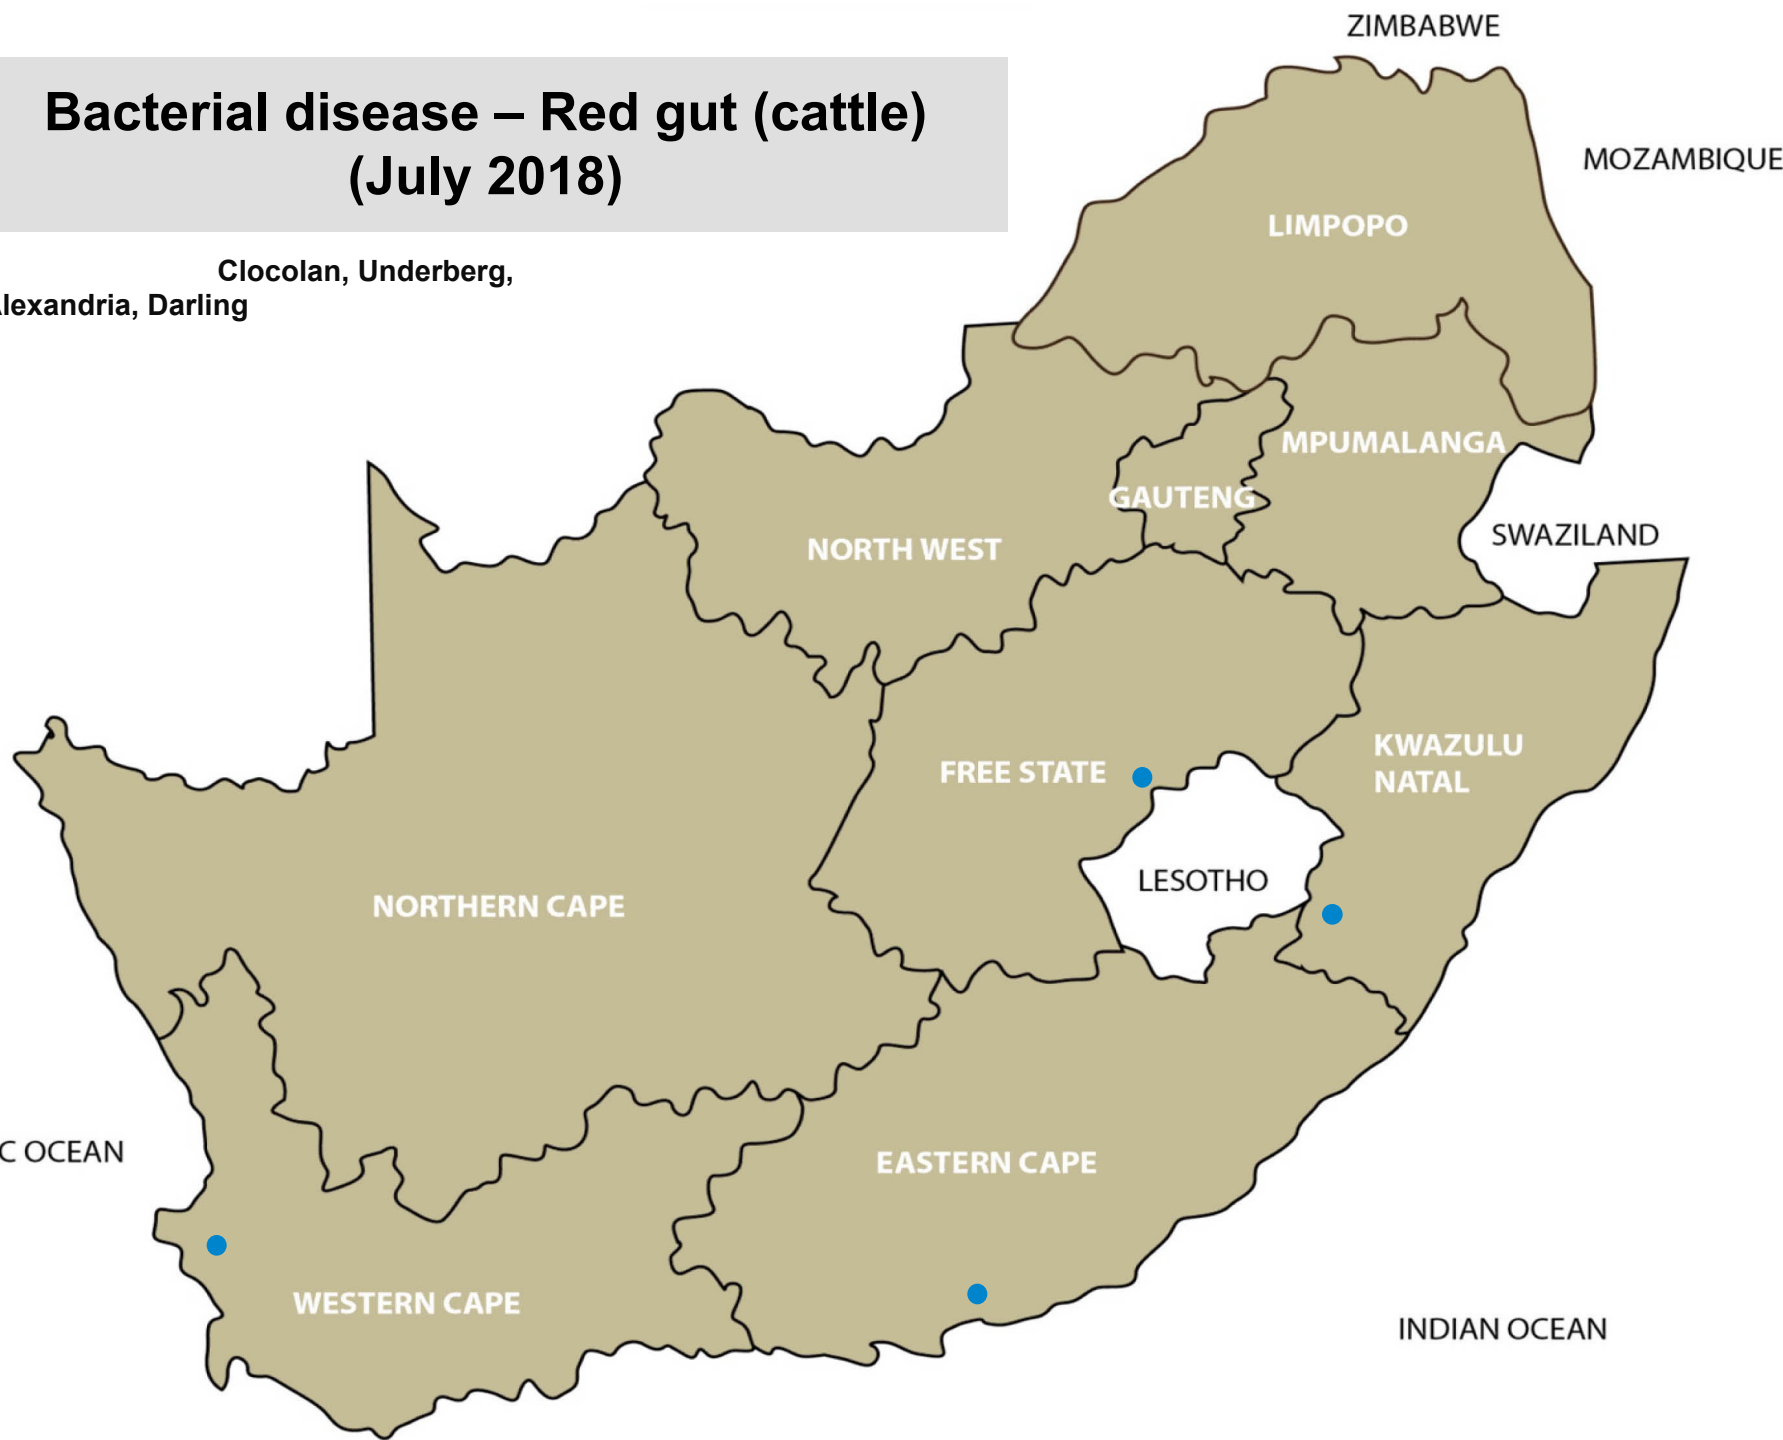 ZIMBABWE
Bacterial disease – Red gut (cattle)
(July 2018)
MOZAMBIQUE
LIMPOPO
Clocolan, Underberg,
lexandria, Darling
MPUMALANGA
GAUTENG
SWAZILAND
NORTH WEST
KWAZULU
NATAL
FREE STATE
LESOTHO
NORTHERN CAPE
C OCEAN
EASTERN CAPE
WESTERN CAPE
INDIAN OCEAN